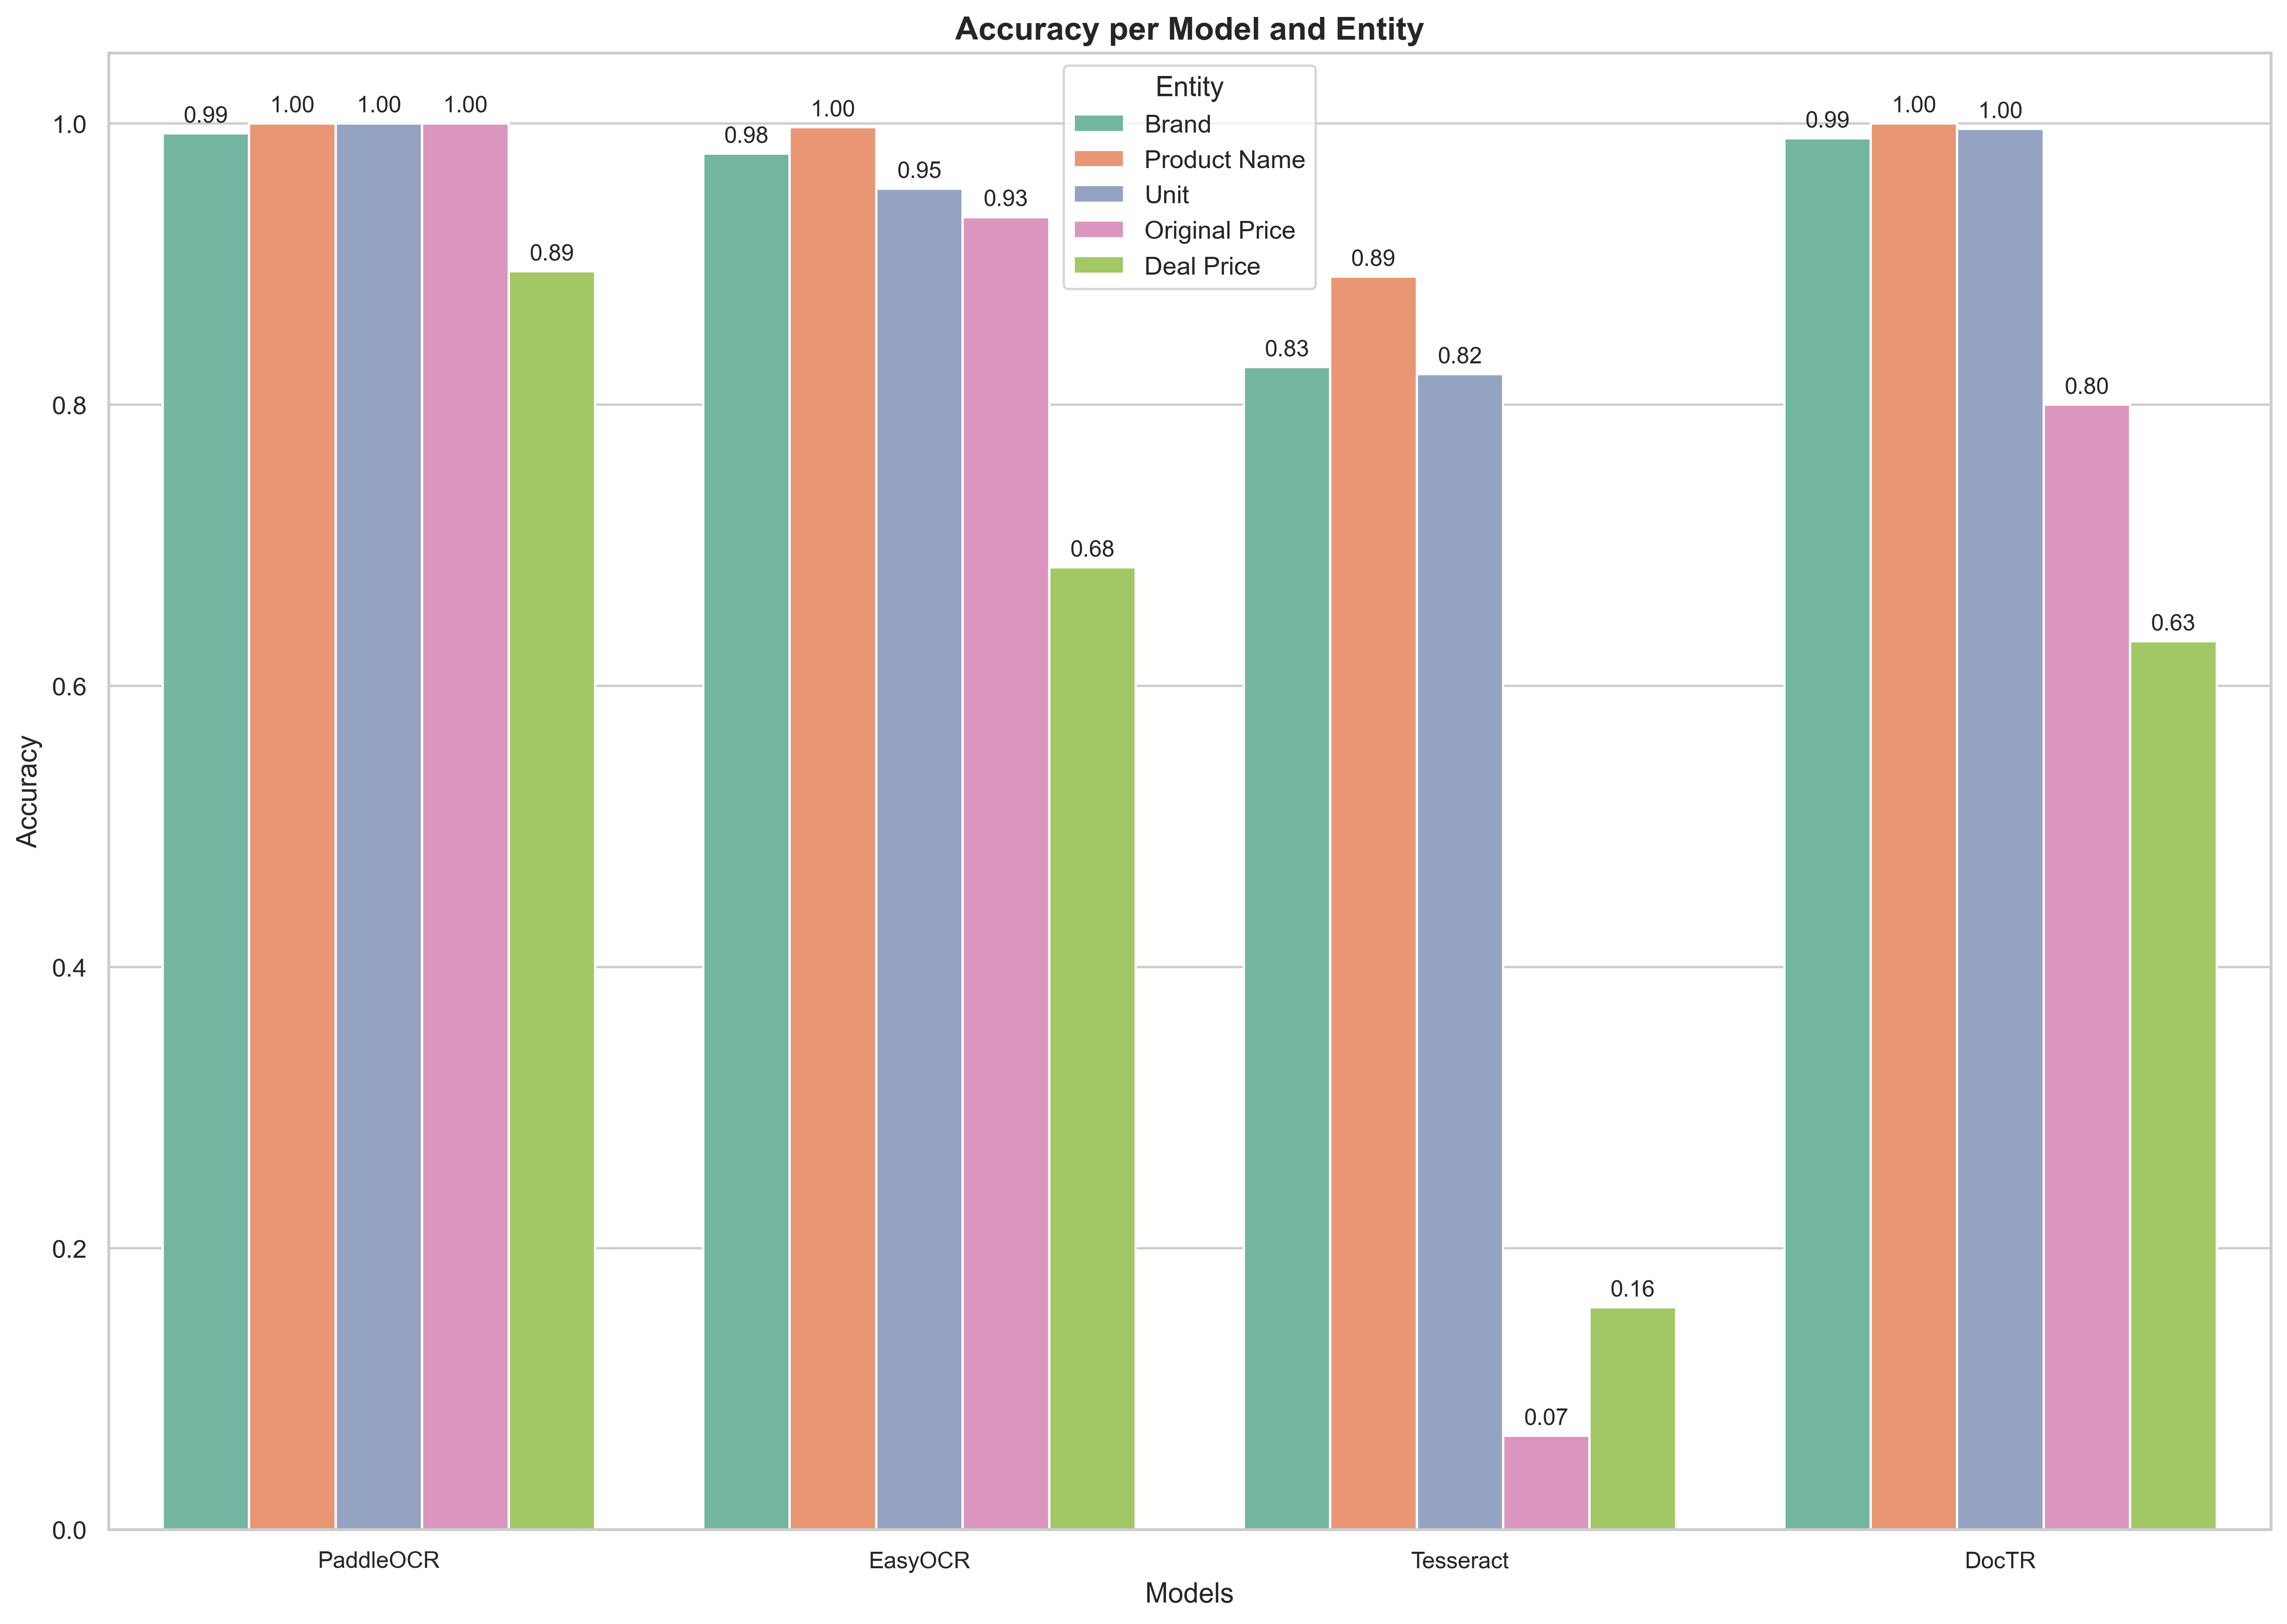 Accuracy per Model and Entity
Entity
Brand
Product Name
Unit
Original Price
Deal Price
Accuracy
1.0
0.8
0.6
0.4
0.2
0.0
0.99
1.00
1.00
1.00
0.89
0.98
1.00
0.95
0.93
0.68
0.83
0.89
0.82
0.07
0.16
0.99
1.00
1.00
0.80
0.63
PaddleOCR
EasyOCR
Tesseract
DocTR
Models